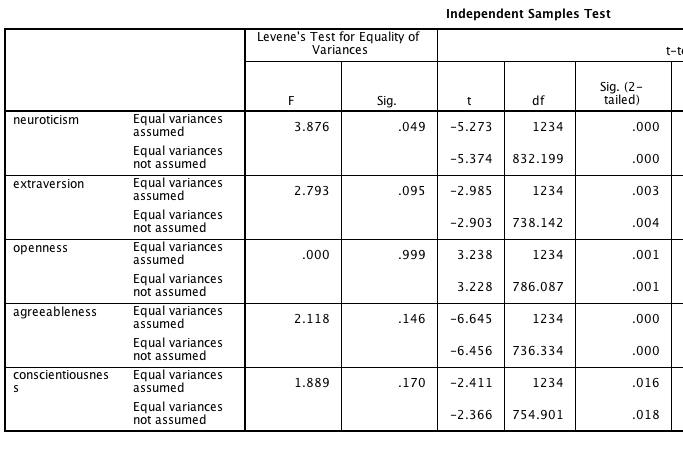 Independent Samples Test
Levene's Test for Equality of
Variances
t-t
F Sig. t df Sig. (2-
tailed)
neuroticism Equal variances
assumed 3.876 .049 -5.273 1234 .000
Equal variances
not assumed -5.374 832.199 .000
extraversion Equal variances
assumed 2.793 .095 -2.985 1234 .003
Equal variances
not assumed -2.903 738.142 .004
openness Equal variances
assumed .000 .999 3.238 1234 .001
Equal variances
not assumed 3.228 786.087 .001
agreeableness Equal variances
assumed 2.118 .146 -6.645 1234 .000
Equal variances
not assumed -6.456 736.334 .000
conscientiousnes Equal variances
s assumed 1.889 .170 -2.411 1234 .016
Equal variances
not assumed -2.366 754.901 .018